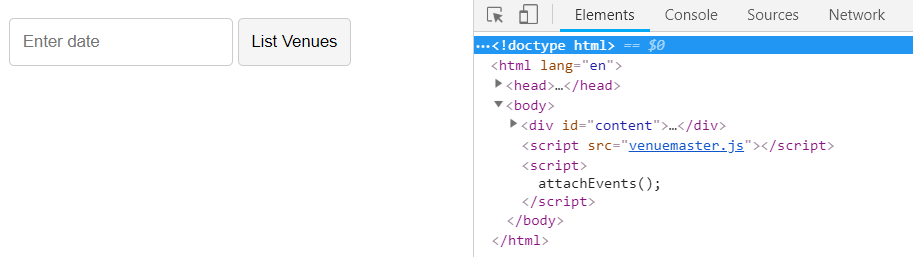 Enter date List Venues
Elements Console Sources Network
…<!doctype html> == $0
<html lang="en">
<head>…</head>
<body>
<div id="content">…</div>
<script src="venuemaster.js"></script>
<script>
attachEvents();
</script>
</body>
</html>